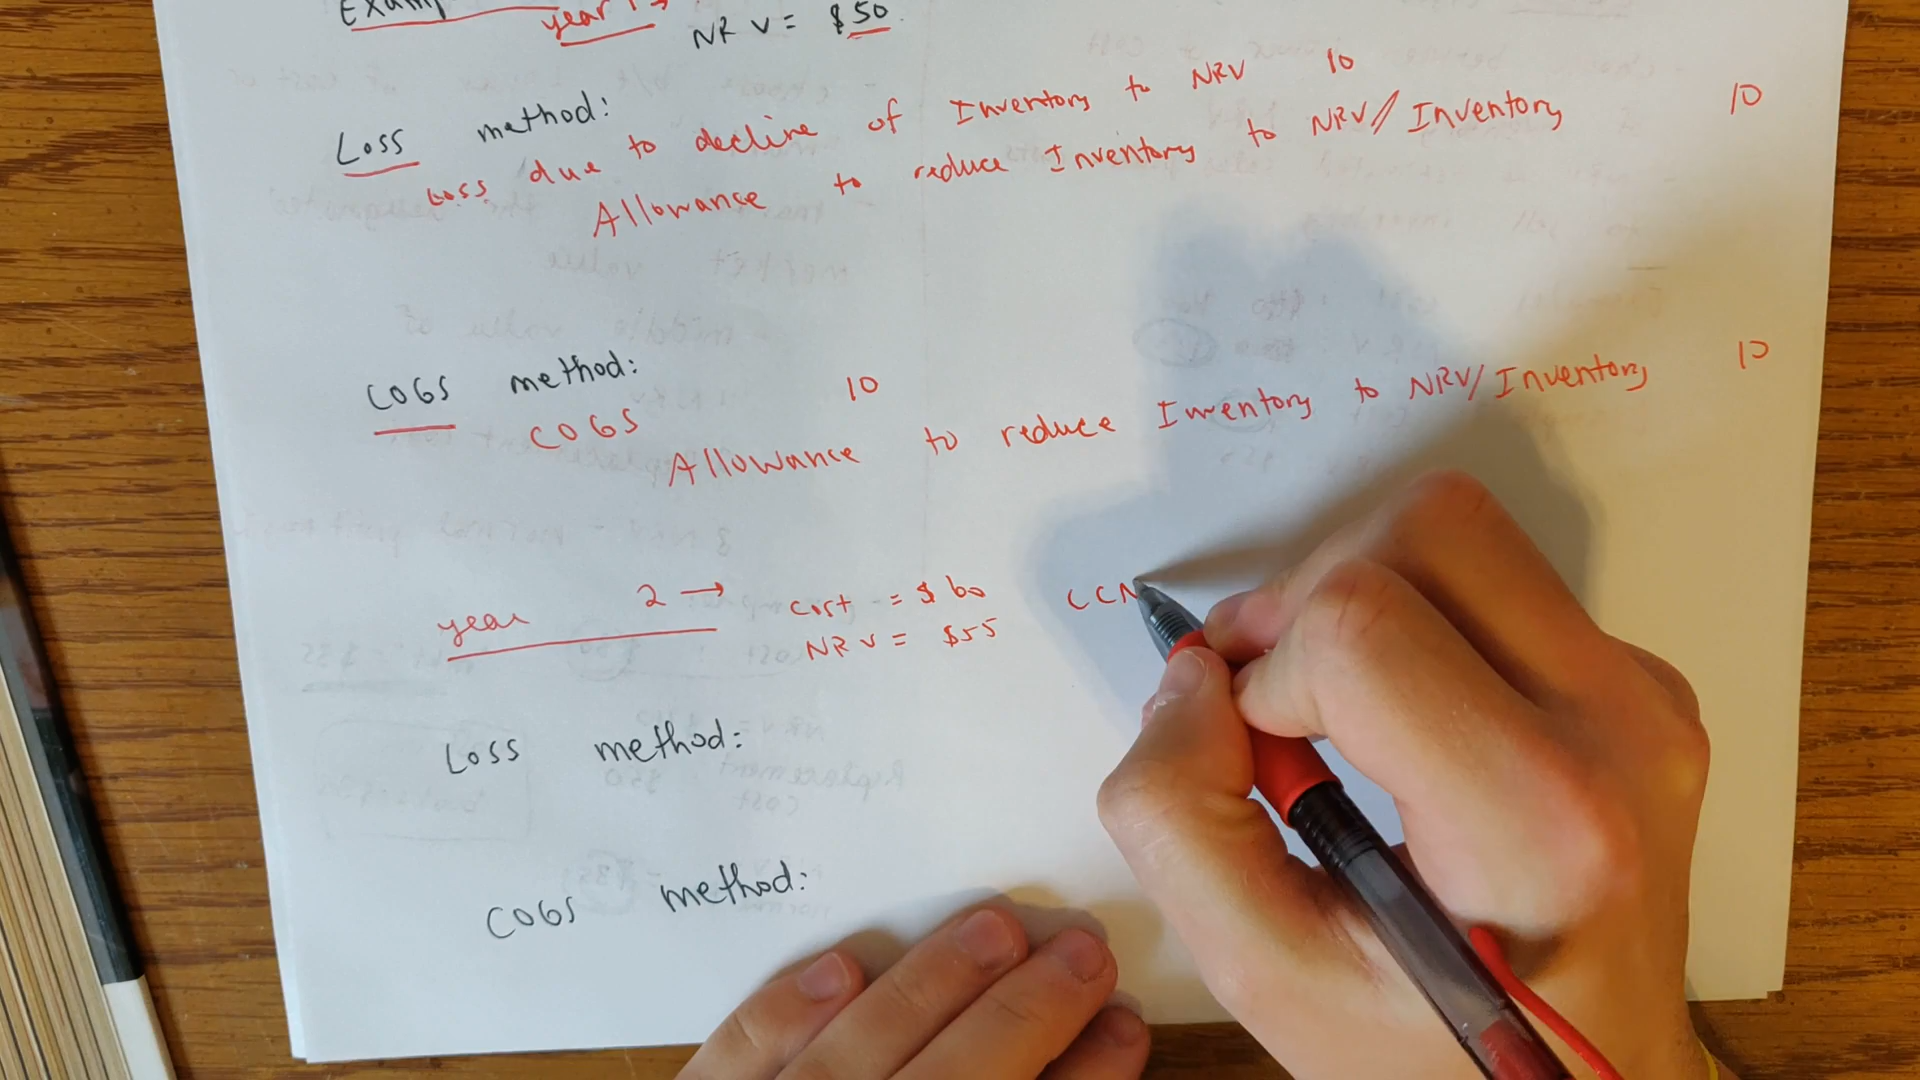 Examp
year 1 →
NRV = $50
Loss method:
Loss due to decline of Inventory to NRV 10
Allowance to reduce Inventory to NRV/Inventory 10
COGS method:
COGS 10
Allowance to reduce Inventory to NRV/Inventory 10
year 2 → Cost = $60 LCN
NRV = $55
Loss method:
COGS method: